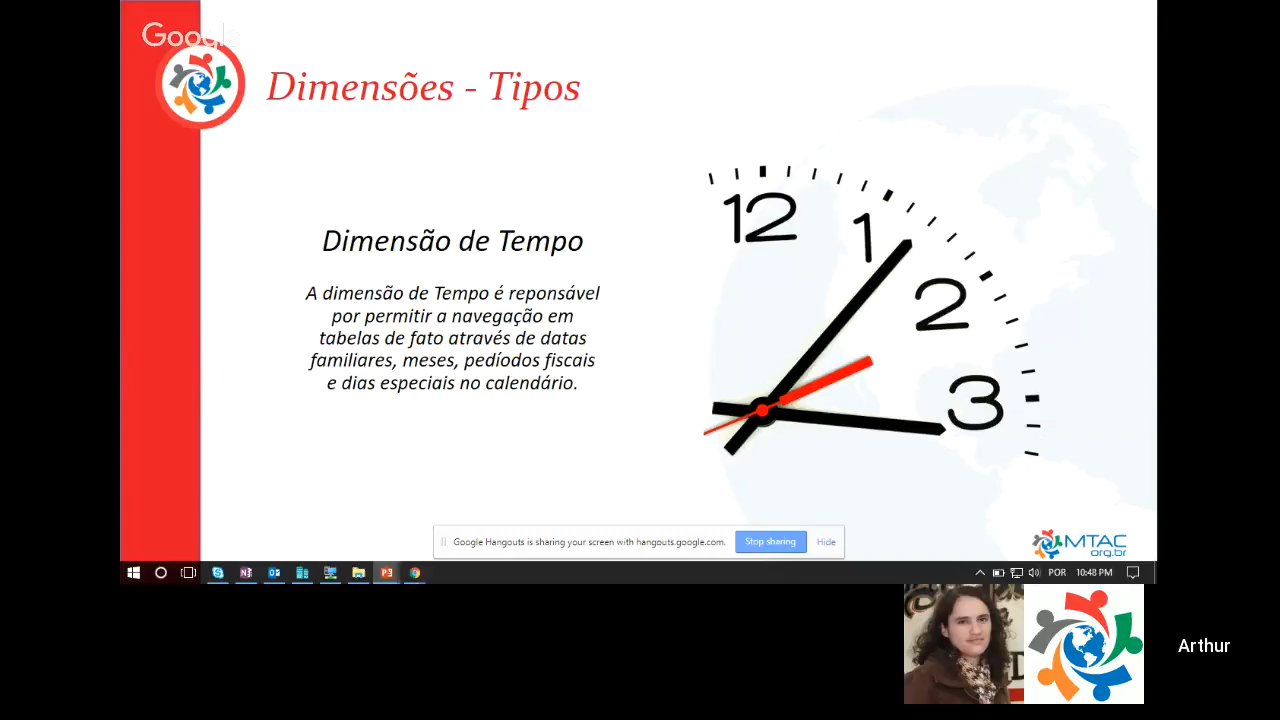 Google
Dimensões - Tipos
Dimensão de Tempo
A dimensão de Tempo é reponsável
por permitir a navegação em
tabelas de fato através de datas
familiares, meses, pedíodos fiscais
e dias especiais no calendário.
12
1
2
3
MTAC
org.br
Google Hangouts is sharing your screen with hangouts.google.com.
Stop sharing
Hide
POR
10:48 PM
Arthur